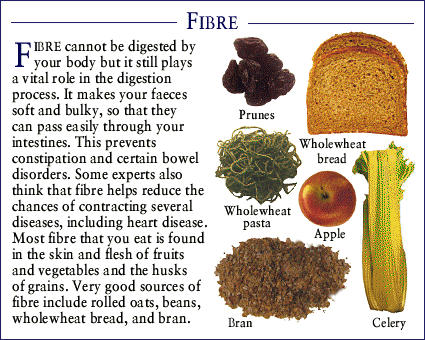 FIBRE
FIBRE cannot be digested by
your body but it still plays
a vital role in the digestion
process. It makes your faeces
soft and bulky, so that they
can pass easily through your
intestines. This prevents
constipation and certain bowel
disorders. Some experts also
think that fibre helps reduce the
chances of contracting several
diseases, including heart disease.
Most fibre that you eat is found
in the skin and flesh of fruits
and vegetables and the husks
of grains. Very good sources of
fibre include rolled oats, beans,
wholewheat bread, and bran.
Prunes
Wholewheat
bread
Wholewheat
pasta
Apple
Bran
Celery